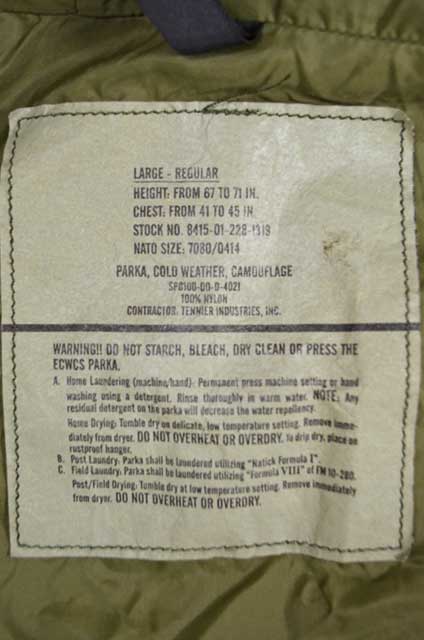 LARGE - REGULAR
HEIGHT: FROM 67 TO 71 IN.
CHEST: FROM 41 TO 45 IN.
STOCK NO. 8415-01-228-1319
NATO SIZE: 7080/0414
PARKA, COLD WEATHER, CAMOUFLAGE
SPO100-00-D-4021
100% NYLON
CONTRACTOR: TENNIER INDUSTRIES, INC.
WARNING!! DO NOT STARCH, BLEACH, DRY CLEAN OR PRESS THE
ECWCS PARKA.
A. Home Laundering (machine/hand): Permanent press machine setting or hand
washing using a detergent. Rinse thoroughly in warm water. NOTE: Any
residual detergent on the parka will decrease the water repellency.
Home Drying: Tumble dry on delicate, low temperature setting. Remove imme-
diately from dryer. DO NOT OVERHEAT OR OVERDRY. To drip dry, place on
rustproof hanger.
B. Post Laundry: Parka shall be laundered utilizing "Natick Formula I".
C. Field Laundry: Parka shall be laundered utilizing "Formula VIII" of FM 10-280.
Post/Field Drying: Tumble dry at low temperature setting. Remove immediately
from dryer. DO NOT OVERHEAT OR OVERDRY.